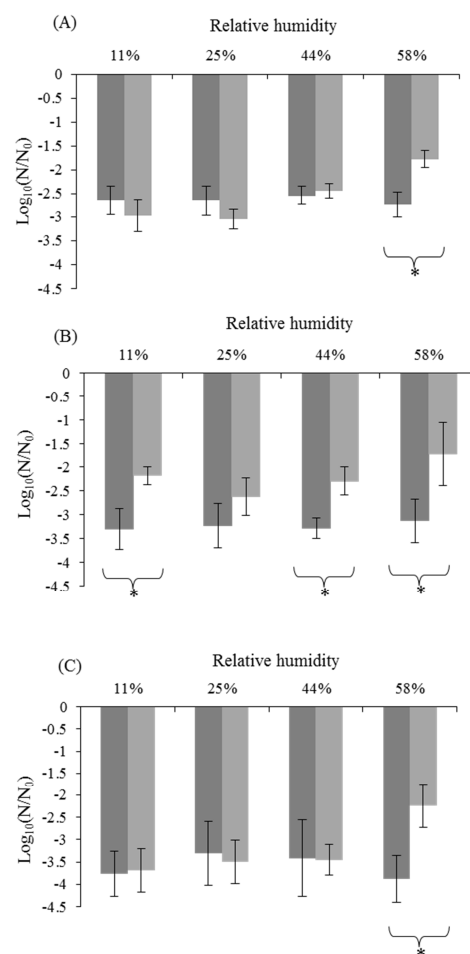 (A)
Relative humidity
11% 25% 44% 58%
0
-0.5
-1
-1.5
-2
-2.5
-3
-3.5
-4
-4.5
Log10(N/N0)
*
(B)
Relative humidity
11% 25% 44% 58%
0
-0.5
-1
-1.5
-2
-2.5
-3
-3.5
-4
-4.5
Log10(N/N0)
* * *
(C)
Relative humidity
11% 25% 44% 58%
0
-0.5
-1
-1.5
-2
-2.5
-3
-3.5
-4
-4.5
Log10(N/N0)
*